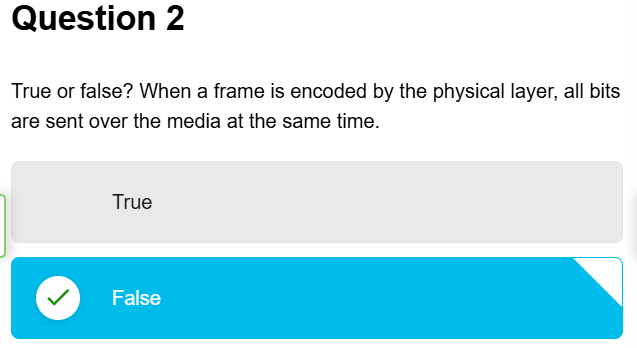 Question 2
True or false? When a frame is encoded by the physical layer, all bits
are sent over the media at the same time.
True
False